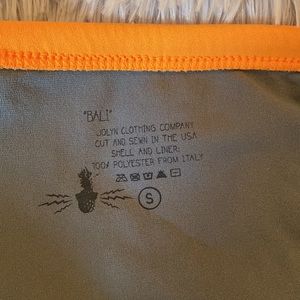 "BALI"
JOLYN CLOTHING COMPANY
CUT AND SEWN IN THE USA
SHELL AND LINER:
100% POLYESTER FROM ITALY
S